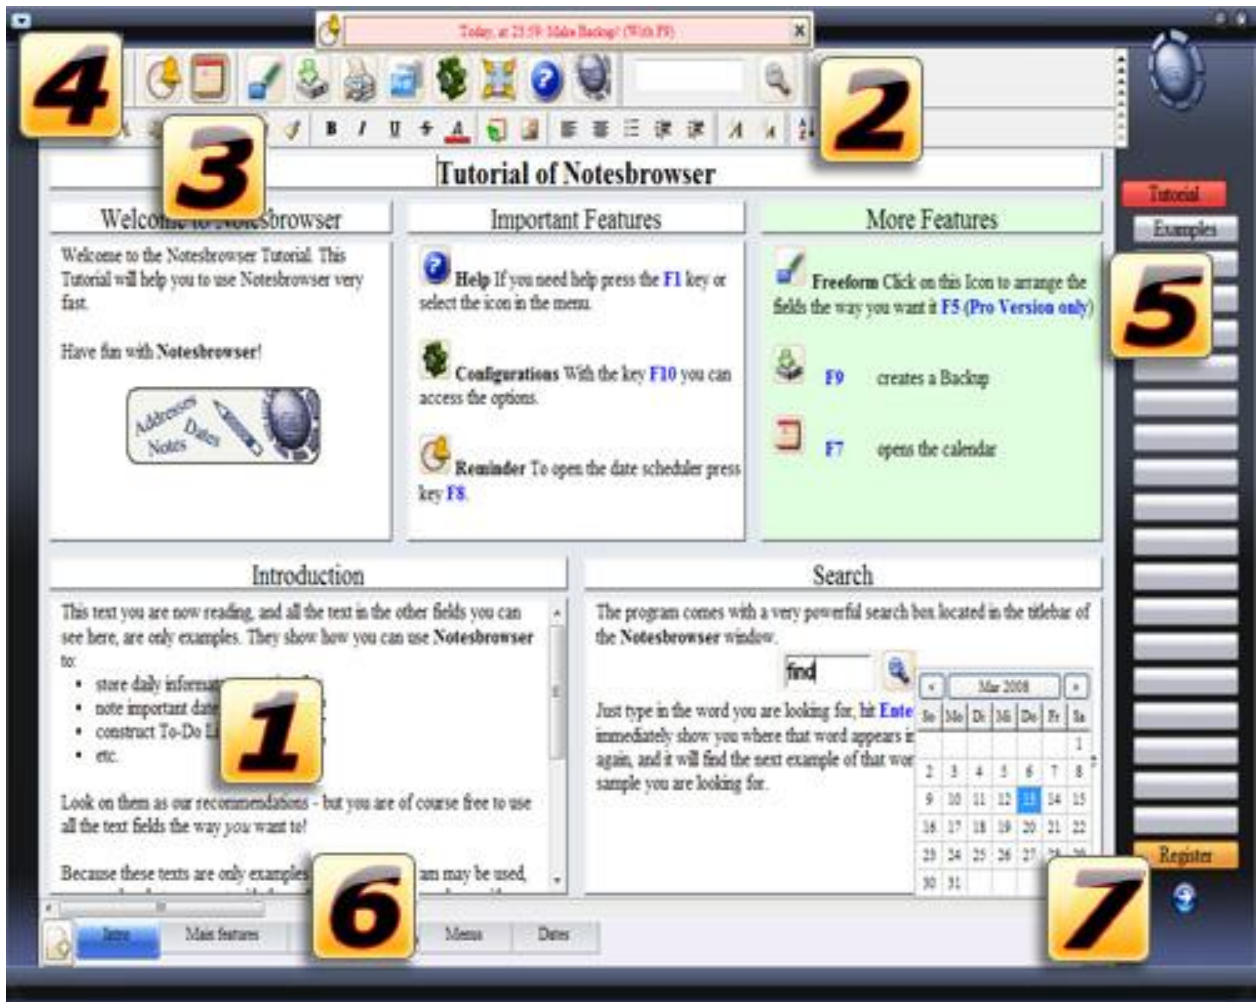 Today, at 23:59: Make Backup! (With F9)
4
2
3
B I U
Tutorial of Notesbrowser
Tutorial
Examples
5
Welcome to Notesbrowser
Welcome to the Notesbrowser Tutorial. This
Tutorial will help you to use Notesbrowser very
fast.
Have fun with Notesbrowser!
Addresses
Dates
Notes
Important Features
Help If you need help press the F1 key or
select the icon in the menu.
Configurations With the key F10 you can
access the options.
Reminder To open the date scheduler press
key F8.
More Features
Freeform Click on this Icon to arrange the
fields the way you want it F5 (Pro Version only)
F9 creates a Backup
F7 opens the calendar
Introduction
This text you are now reading, and all the text in the other fields you can
see here, are only examples. They show how you can use Notesbrowser
to:
• store daily
• note important
• construct To-Do
• etc.
1
Look on them as our recommendations - but you are of course free to use
all the text fields the way you want to!
Because these texts are only examples am may be used,
Search
The program comes with a very powerful search box located in the titlebar of
the Notesbrowser window.
find
Just type in the word you are looking for, hit
immediately show you where that word appears
again, and it will find the next example of that
sample you are looking for.
Mar 2008
So Mo Di Mi Do Fr Sa
1
2 3 4 5 6 7 8
9 10 11 12 13 14 15
16 17 18 19 20 21 22
23 24 25 26 27 28 29
30 31
Register
6
7
Intro Main features Menus Dates